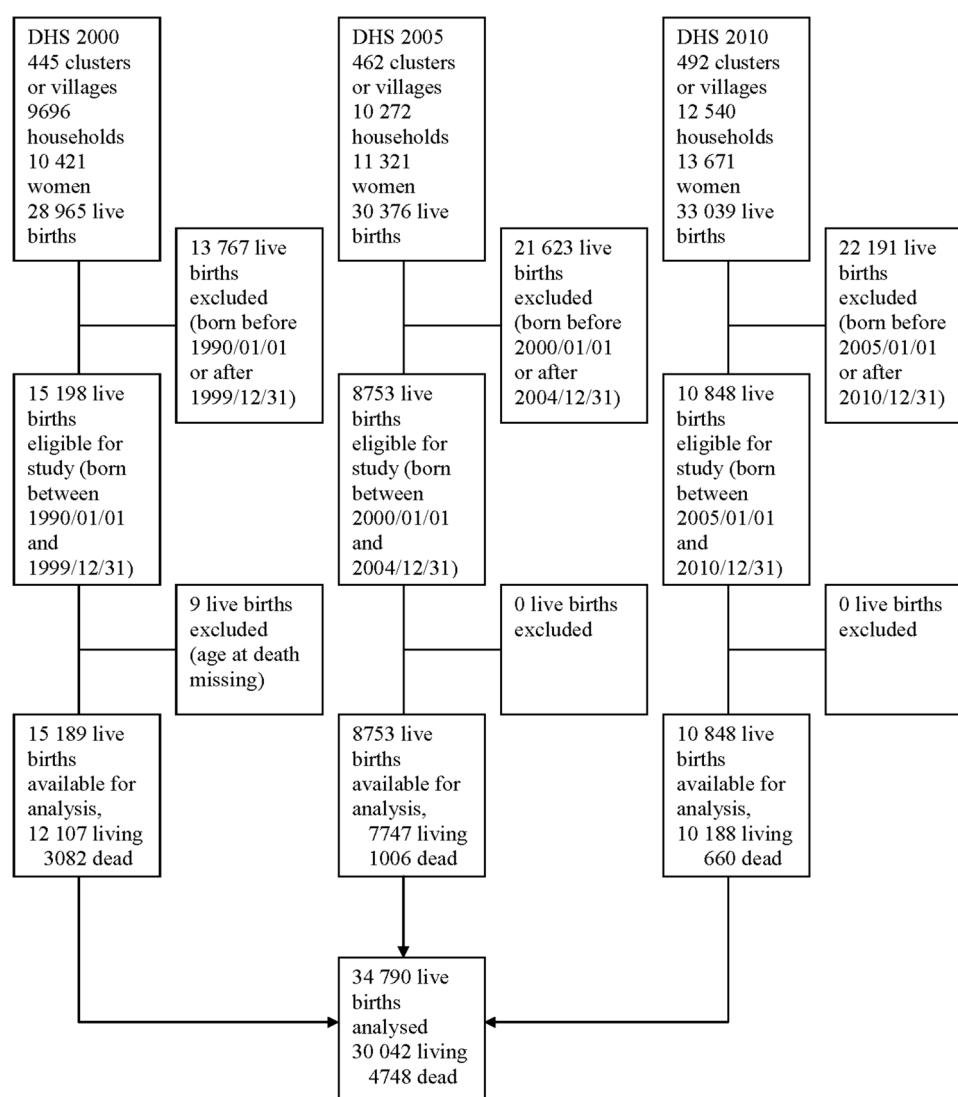 DHS 2000
445 clusters
or villages
9696
households
10 421
women
28 965 live
births
DHS 2005
462 clusters
or villages
10 272
households
11 321
women
30 376 live
births
DHS 2010
492 clusters
or villages
12 540
households
13 671
women
33 039 live
births
13 767 live
births
excluded
(born before
1990/01/01
or after
1999/12/31)
21 623 live
births
excluded
(born before
2000/01/01
or after
2004/12/31)
22 191 live
births
excluded
(born before
2005/01/01
or after
2010/12/31)
15 198 live
births
eligible for
study (born
between
1990/01/01
and
1999/12/31)
8753 live
births
eligible for
study (born
between
2000/01/01
and
2004/12/31)
10 848 live
births
eligible for
study (born
between
2005/01/01
and
2010/12/31)
9 live births
excluded
(age at death
missing)
0 live births
excluded
0 live births
excluded
15 189 live
births
available for
analysis,
12 107 living
3082 dead
8753 live
births
available for
analysis,
7747 living
1006 dead
10 848 live
births
available for
analysis,
10 188 living
660 dead
34 790 live
births
analysed
30 042 living
4748 dead